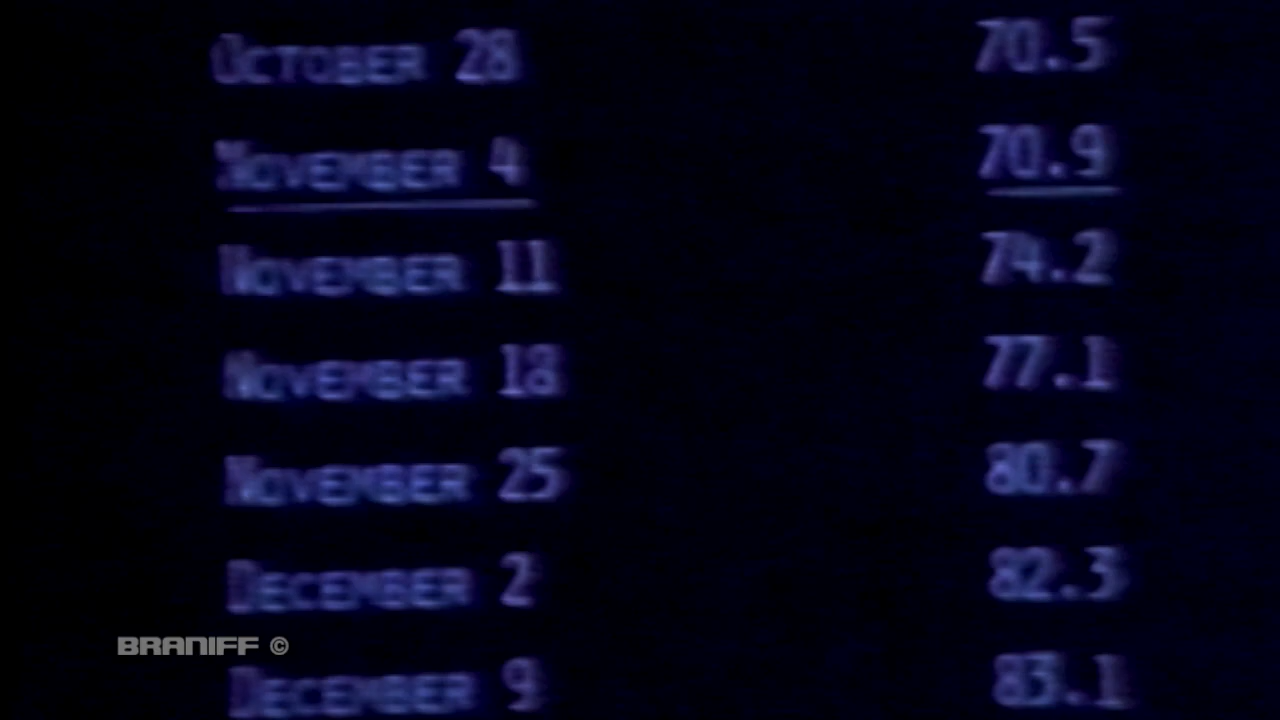 October 28 70.5
November 4 70.9
November 11 74.2
November 18 77.1
November 25 80.7
December 2 82.3
December 9 83.1
BRANIFF ©